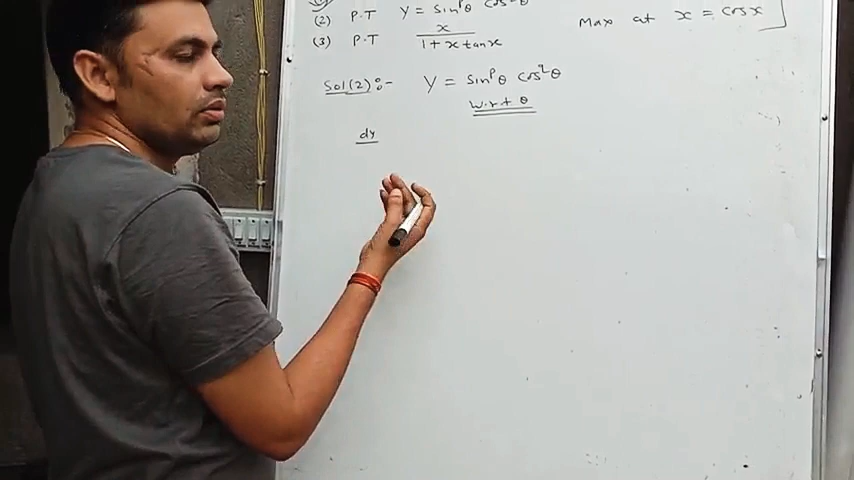 (2) P.T Y = sin^p θ cos^q θ
(3) P.T x / 1 + x tan x Max at x = cos x
Sol(2):- Y = sin^p θ cos^q θ
w.r.t θ
dy